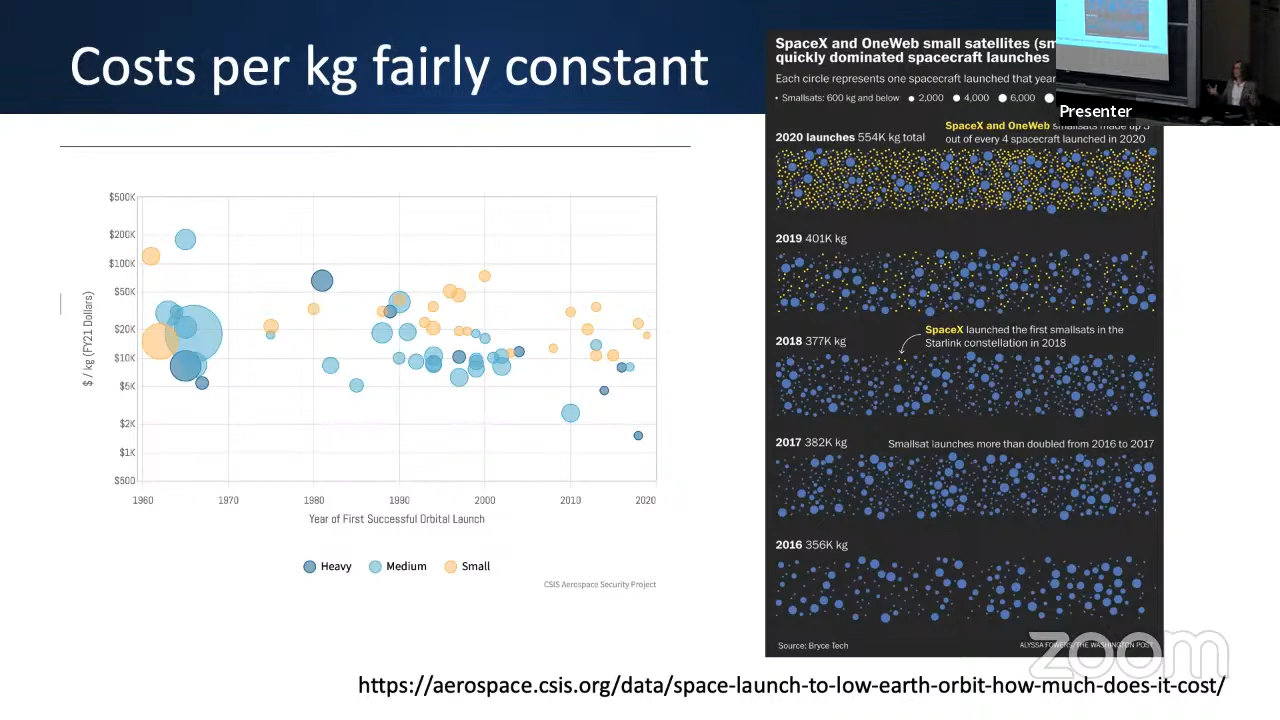 Costs per kg fairly constant
$500K
$200K
$100K
$50K
$20K
$10K
$5K
$2K
$1K
$500
$ / kg (FY21 Dollars)
1960 1970 1980 1990 2000 2010 2020
Year of First Successful Orbital Launch
Heavy Medium Small
CSIS Aerospace Security Project
SpaceX and OneWeb small satellites (sm
quickly dominated spacecraft launches
Each circle represents one spacecraft launched that year
• Smallsats: 600 kg and below 2,000 4,000 6,000
Presenter
2020 launches 554K kg total
SpaceX and OneWeb smallsats made up 3
out of every 4 spacecraft launched in 2020
2019 401K kg
SpaceX launched the first smallsats in the
Starlink constellation in 2018
2018 377K kg
2017 382K kg
Smallsat launches more than doubled from 2016 to 2017
2016 356K kg
Source: Bryce Tech
ALYSSA FOWERS/THE WASHINGTON POST
zoom
https://aerospace.csis.org/data/space-launch-to-low-earth-orbit-how-much-does-it-cost/